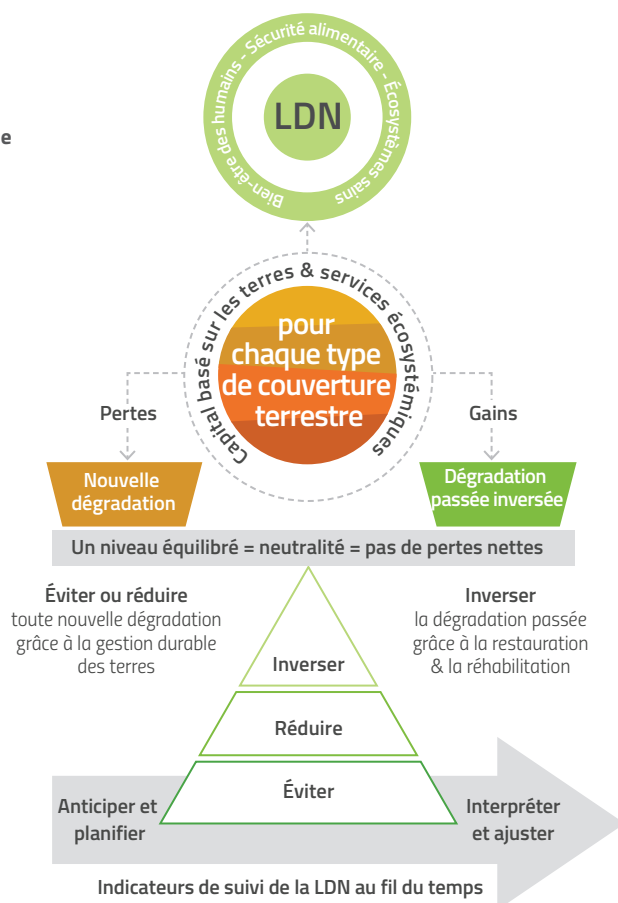 e
Bien-être des humains - Sécurité alimentaire - Écosystèmes sains
LDN
Capital basé sur les terres & services écosystémiques
pour
chaque type
de couverture
terrestre
Pertes
Gains
Nouvelle
dégradation
Dégradation
passée inversée
Un niveau équilibré = neutralité = pas de pertes nettes
Éviter ou réduire
toute nouvelle dégradation
grâce à la gestion durable
des terres
Inverser
la dégradation passée
grâce à la restauration
& la réhabilitation
Inverser
Réduire
Éviter
Anticiper et
planifier
Interpréter
et ajuster
Indicateurs de suivi de la LDN au fil du temps